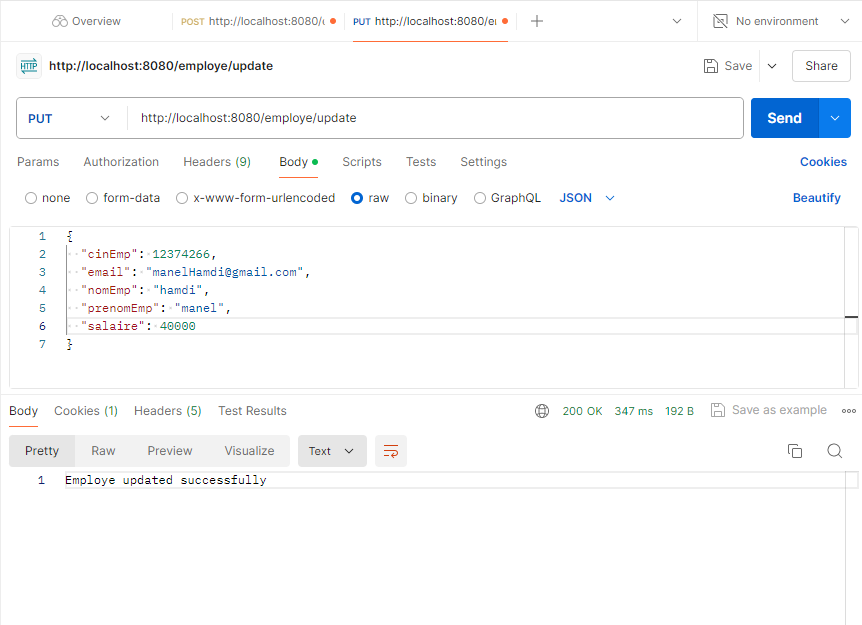 Overview
POST http://localhost:8080/e
PUT http://localhost:8080/e
No environment
HTTP http://localhost:8080/employe/update
Save
Share
PUT
http://localhost:8080/employe/update
Send
Params Authorization Headers (9) Body Scripts Tests Settings Cookies
none form-data x-www-form-urlencoded raw binary GraphQL JSON Beautify
1 {
2 "cinEmp": 12374266,
3 "email": "manelHamdi@gmail.com",
4 "nomEmp": "hamdi",
5 "prenomEmp": "manel",
6 "salaire": 40000
7 }
Body Cookies (1) Headers (5) Test Results 200 OK 347 ms 192 B Save as example
Pretty Raw Preview Visualize Text
1 Employe updated successfully